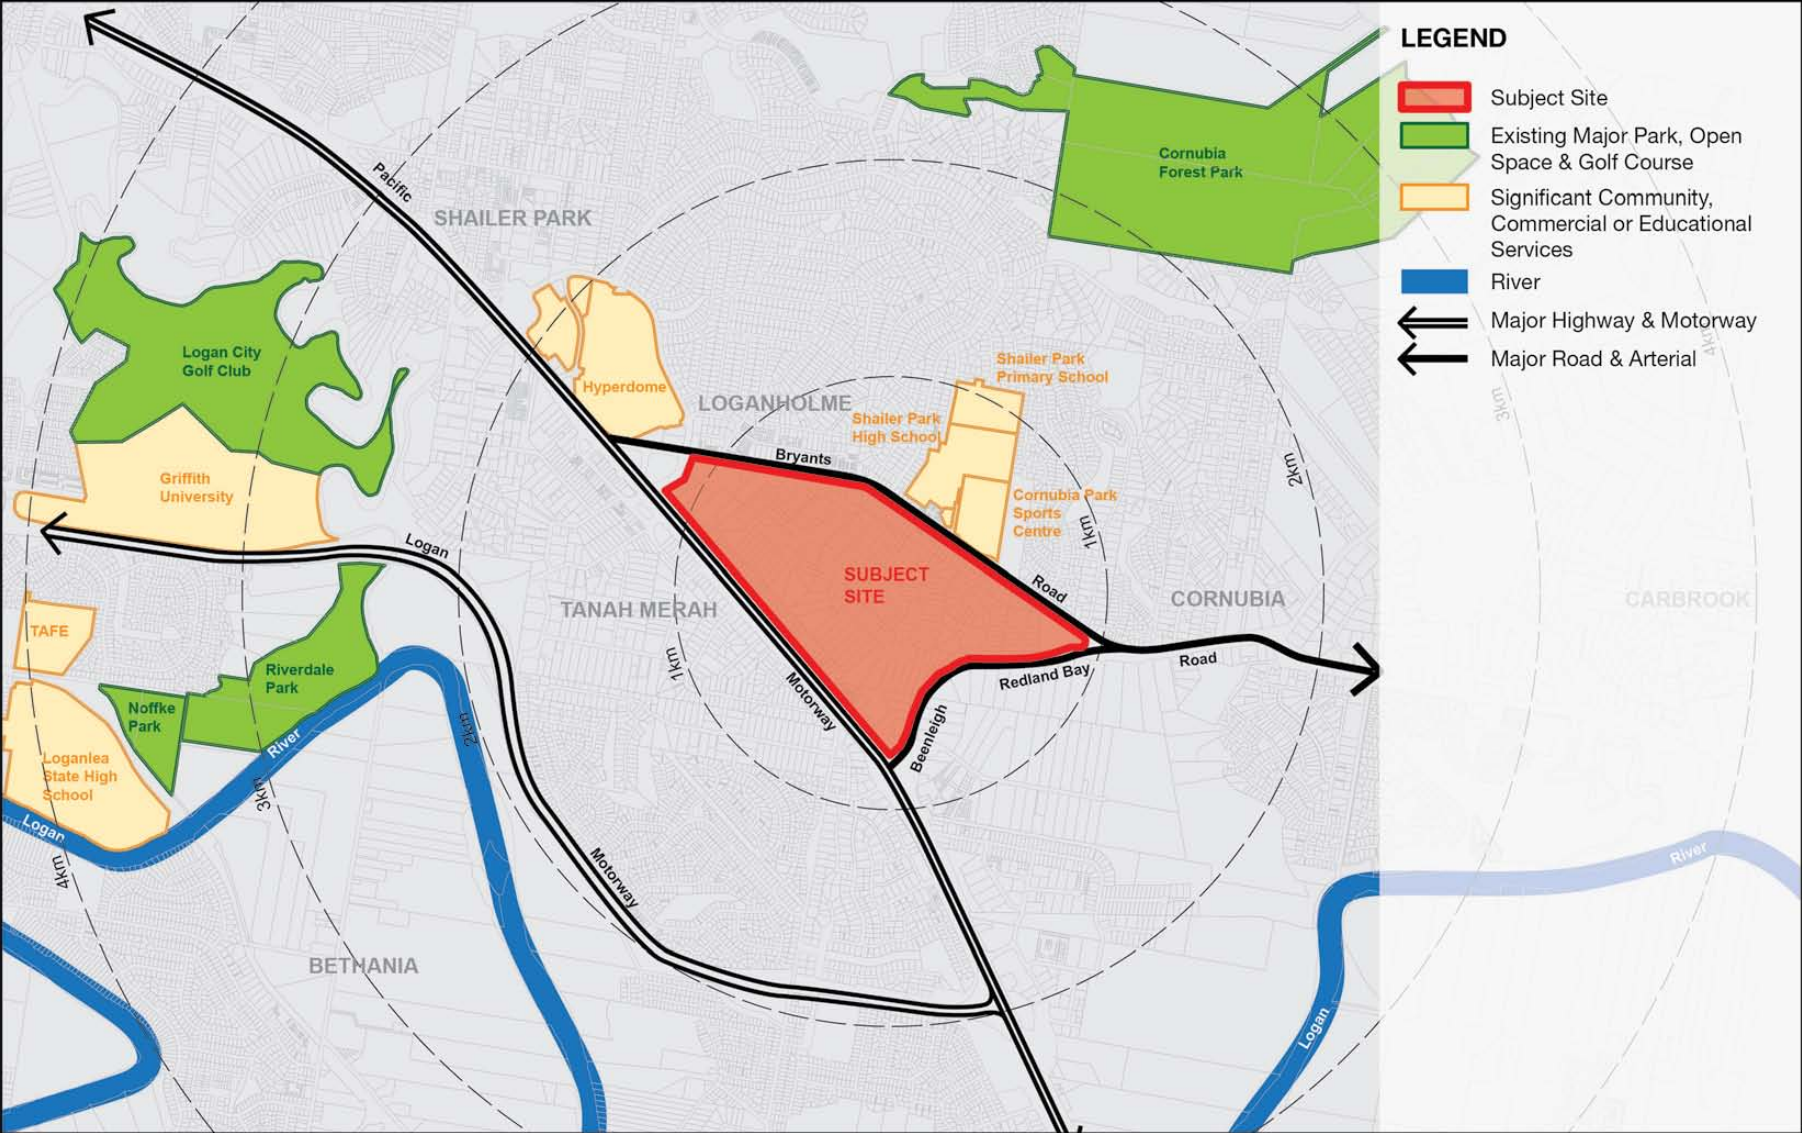 LEGEND
Subject Site
Existing Major Park, Open
Space & Golf Course
Significant Community,
Commercial or Educational
Services
River
Major Highway & Motorway
Major Road & Arterial
Pacific
SHAILER PARK
Cornubia
Forest Park
Logan City
Golf Club
Hyperdome
LOGANHOLME
Shailer Park
Primary School
Shailer Park
High School
Bryants
Griffith
University
Cornubia Park
Sports
Centre
1km
2km
3km
4km
Logan
SUBJECT
SITE
Road
TANAH MERAH
CORNUBIA
CARBROOK
TAFE
Riverdale
Park
1km
Road
Redland Bay
Motorway
Noffke
Park
River
2km
Beenleigh
Loganlea
State High
School
3km
Logan
4km
Motorway
River
BETHANIA
Logan